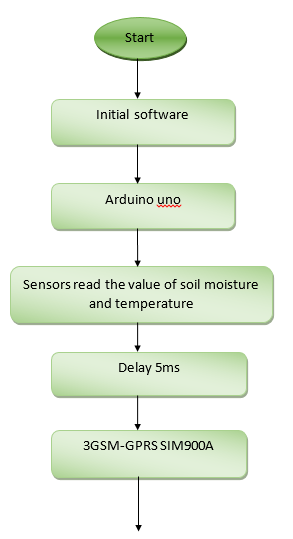 Start
Initial software
Arduino uno
Sensors read the value of soil moisture
and temperature
Delay 5ms
3GSM-GPRS SIM900A